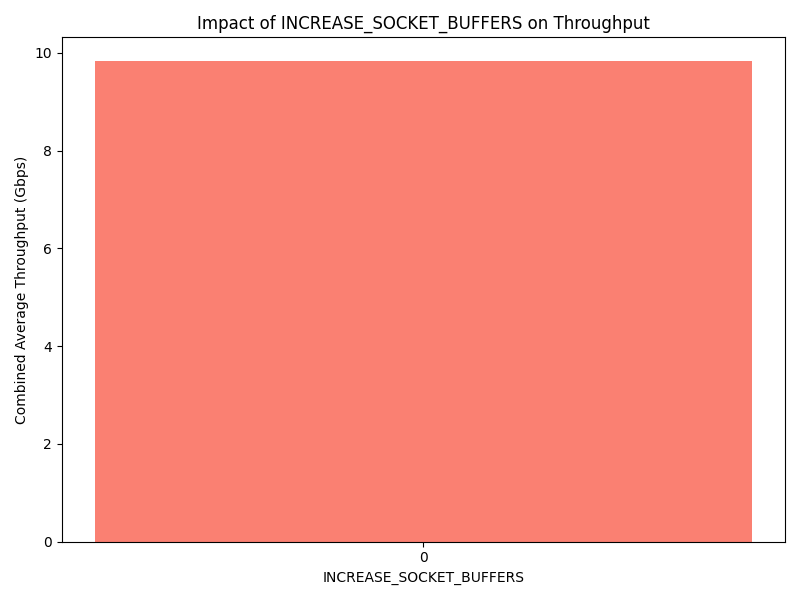 Impact of INCREASE_SOCKET_BUFFERS on Throughput
Combined Average Throughput (Gbps)
10
8
6
4
2
0
0
INCREASE_SOCKET_BUFFERS